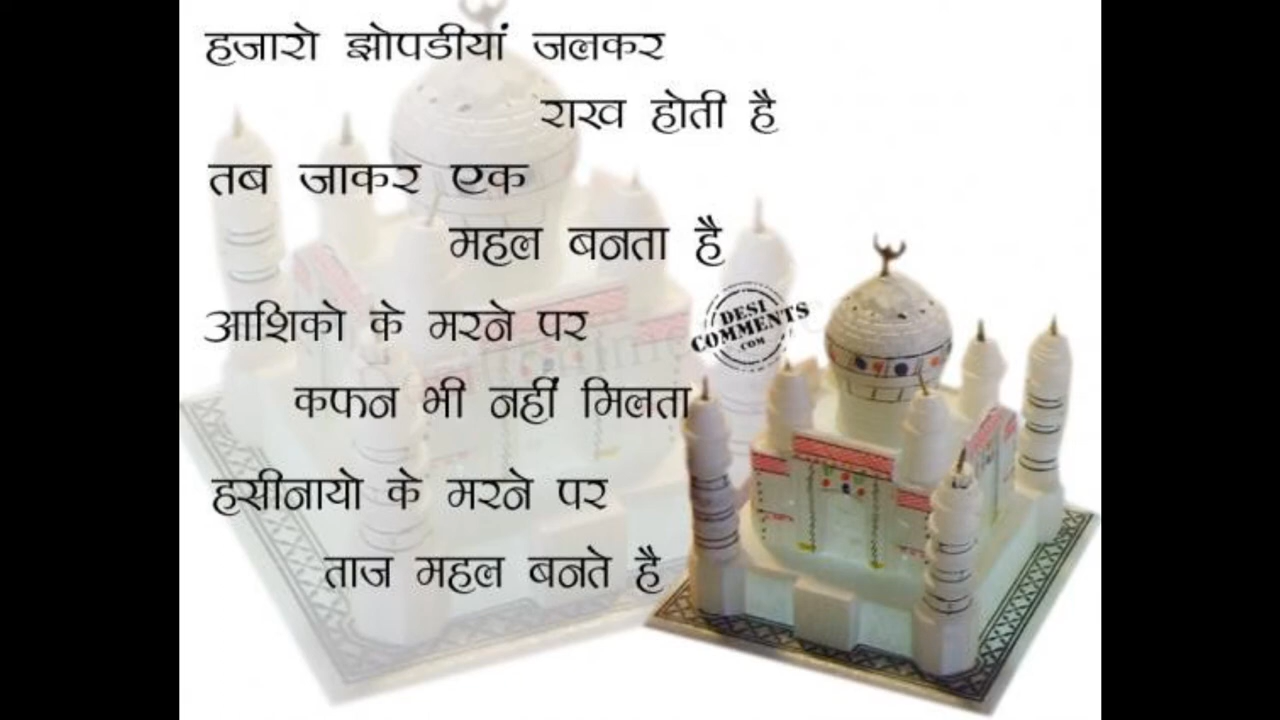 हजारो झोपडीयां जलकर
राख होती है
तब जाकर एक
महल बनता है
आशिको के मरने पर
कफन भी नहीं मिलता
हसीनायो के मरने पर
ताज महल बनते है
DESI
COMMENTS
.COM